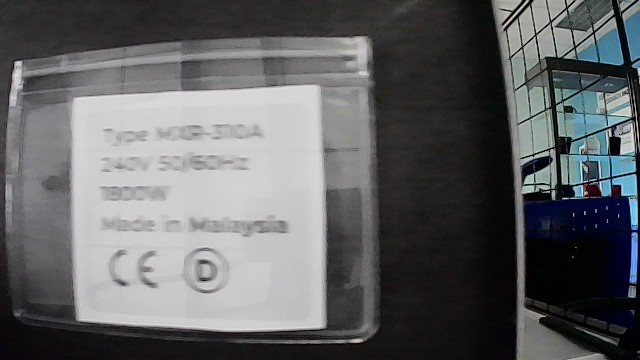 Type MXR-310A
240V 50/60Hz
1800W
Made in Malaysia
CE D